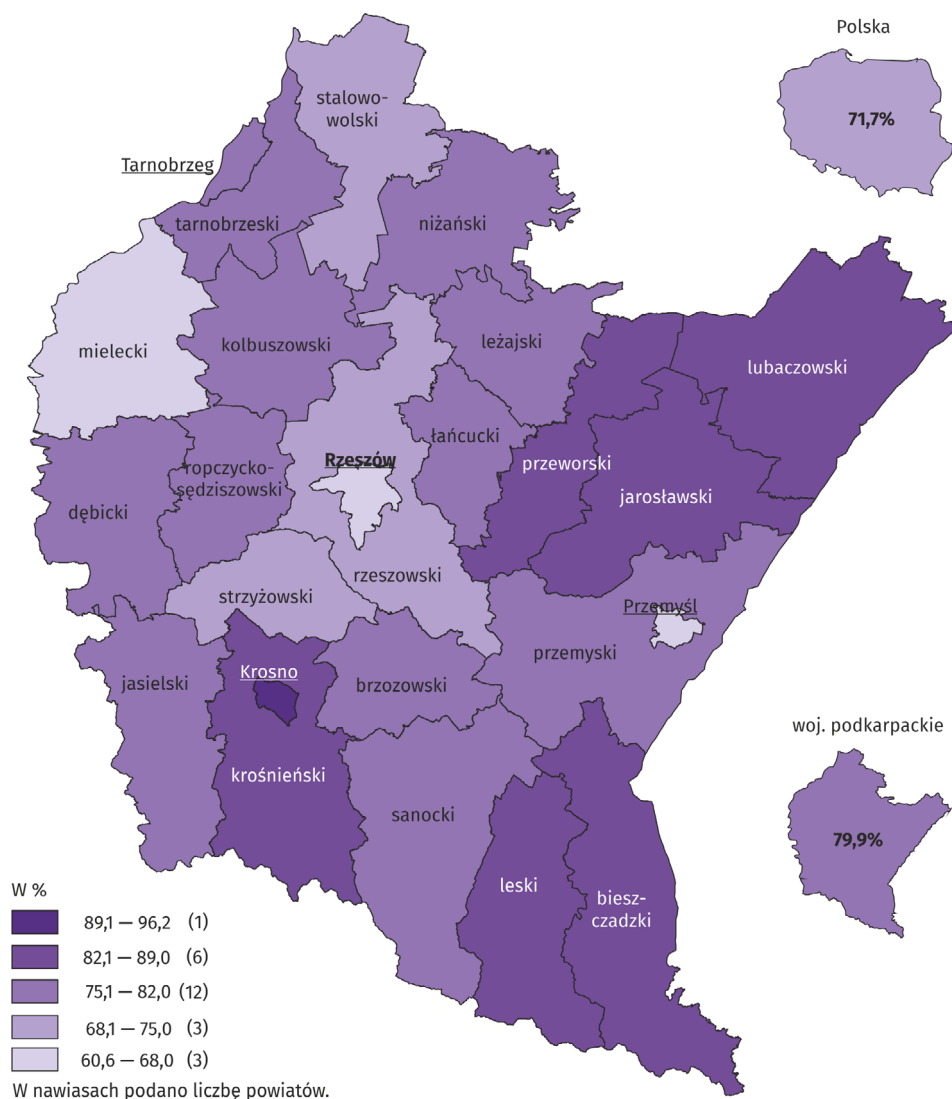 Polska
71,7%
stalowo-
wolski
Tarnobrzeg
tarnobrzeski
niżański
mielecki
kolbuszowski
leżajski
lubaczowski
łańcucki
Rzeszów
ropczycko-
sędziszowski
przeworski
jarosławski
dębicki
rzeszowski
strzyżowski
Przemyśl
przemyski
Krosno
jasielski
brzozowski
woj. podkarpackie
79,9%
krośnieński
sanocki
leski
biesz-
czadzki
W %
89,1 — 96,2 (1)
82,1 — 89,0 (6)
75,1 — 82,0 (12)
68,1 — 75,0 (3)
60,6 — 68,0 (3)
W nawiasach podano liczbę powiatów.